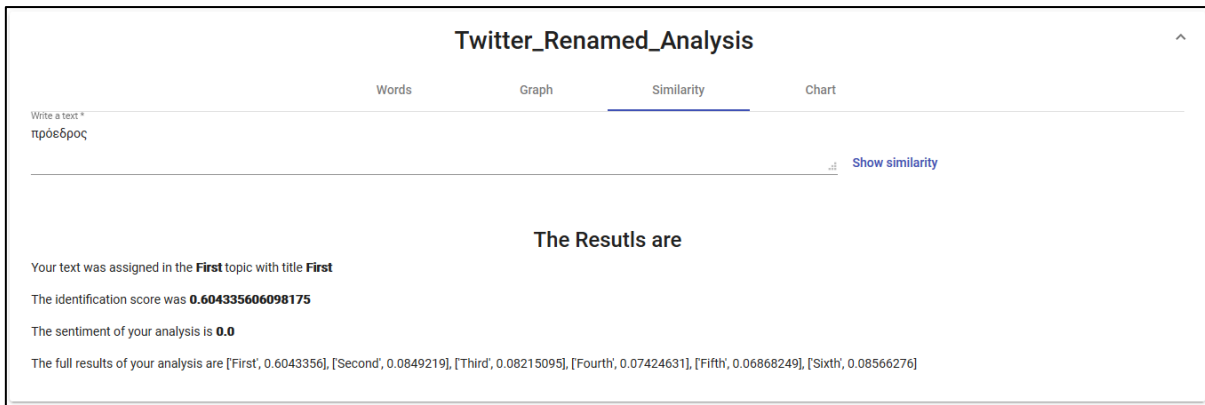 Twitter_Renamed_Analysis
Words Graph Similarity Chart
Write a text *
πρόεδρος
Show similarity
The Resutls are
Your text was assigned in the First topic with title First
The identification score was 0.604335606098175
The sentiment of your analysis is 0.0
The full results of your analysis are ['First', 0.6043356], ['Second', 0.0849219], ['Third', 0.08215095], ['Fourth', 0.07424631], ['Fifth', 0.06868249], ['Sixth', 0.08566276]